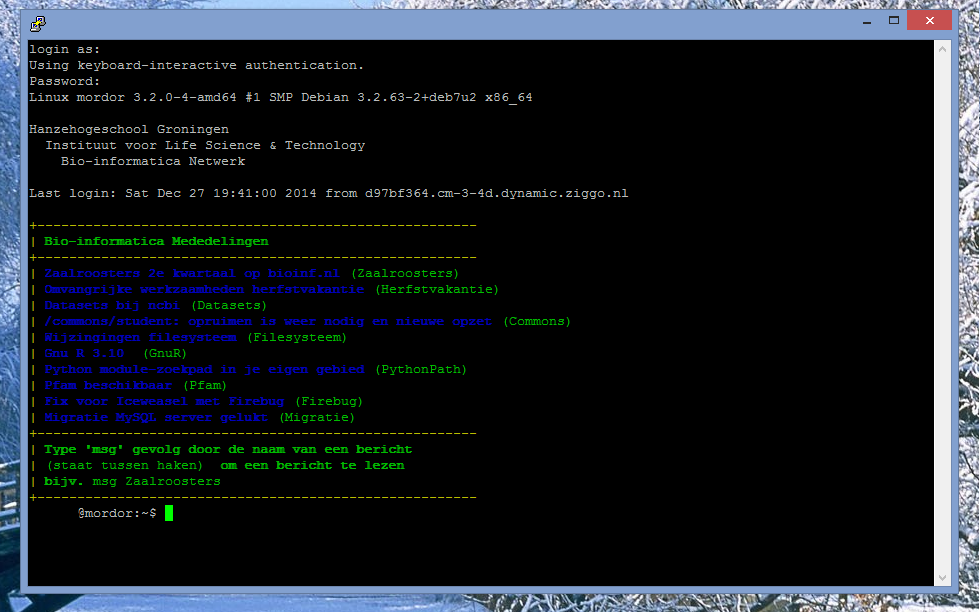 login as:
Using keyboard-interactive authentication.
Password:
Linux mordor 3.2.0-4-amd64 #1 SMP Debian 3.2.63-2+deb7u2 x86_64
Hanzehogeschool Groningen
Instituut voor Life Science & Technology
Bio-informatica Netwerk
Last login: Sat Dec 27 19:41:00 2014 from d97bf364.cm-3-4d.dynamic.ziggo.nl
+-------------------------------------------------------
| Bio-informatica Mededelingen
+-------------------------------------------------------
| Zaalroosters 2e kwartaal op bioinf.nl (Zaalroosters)
| Omvangrijke werkzaamheden herfstvakantie (Herfstvakantie)
| Datasets bij ncbi (Datasets)
| /commons/student: opruimen is weer nodig en nieuwe opzet (Commons)
| Wijzingingen filesysteem (Filesysteem)
| Gnu R 3.10 (GnuR)
| Python module-zoekpad in je eigen gebied (PythonPath)
| Pfam beschikbaar (Pfam)
| Fix voor Iceweasel met Firebug (Firebug)
| Migratie MySQL server gelukt (Migratie)
+-------------------------------------------------------
| Type 'msg' gevolg door de naam van een bericht
| (staat tussen haken) om een bericht te lezen
| bijv. msg Zaalroosters
+-------------------------------------------------------
@mordor:~$